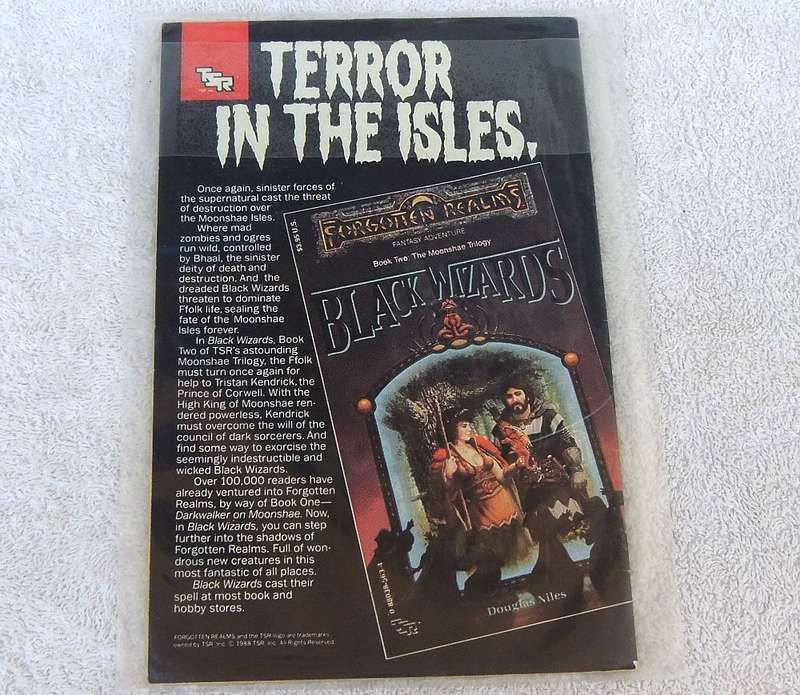 TSR
TERROR
IN THE ISLES.
Once again, sinister forces of
the supernatural cast the threat
of destruction over
the Moonshae Isles.
Where mad
zombies and ogres
run wild, controlled
by Bhaal, the sinister
deity of death and
destruction. And the
dreaded Black Wizards
threaten to dominate
Ffolk life, sealing the
fate of the Moonshae
Isles forever.
In Black Wizards, Book
Two of TSR's astounding
Moonshae Trilogy, the Ffolk
must turn once again for
help to Tristan Kendrick, the
Prince of Corwell. With the
High King of Moonshae ren-
dered powerless, Kendrick
must overcome the will of the
council of dark sorcerers. And
find some way to exorcise the
seemingly indestructible and
wicked Black Wizards.
Over 100,000 readers have
already ventured into Forgotten
Realms, by way of Book One—
Darkwalker on Moonshae. Now,
in Black Wizards, you can step
further into the shadows of
Forgotten Realms. Full of won-
drous new creatures in this
most fantastic of all places.
Black Wizards cast their
spell at most book and
hobby stores.
FORGOTTEN REALMS and the TSR logo are trademarks
owned by TSR, Inc. © 1988 TSR, Inc. All Rights Reserved.
$3.95 U.S.
FORGOTTEN REALMS
FANTASY ADVENTURE
Book Two: The Moonshae Trilogy
BLACK WIZARDS
Douglas Niles
TSR